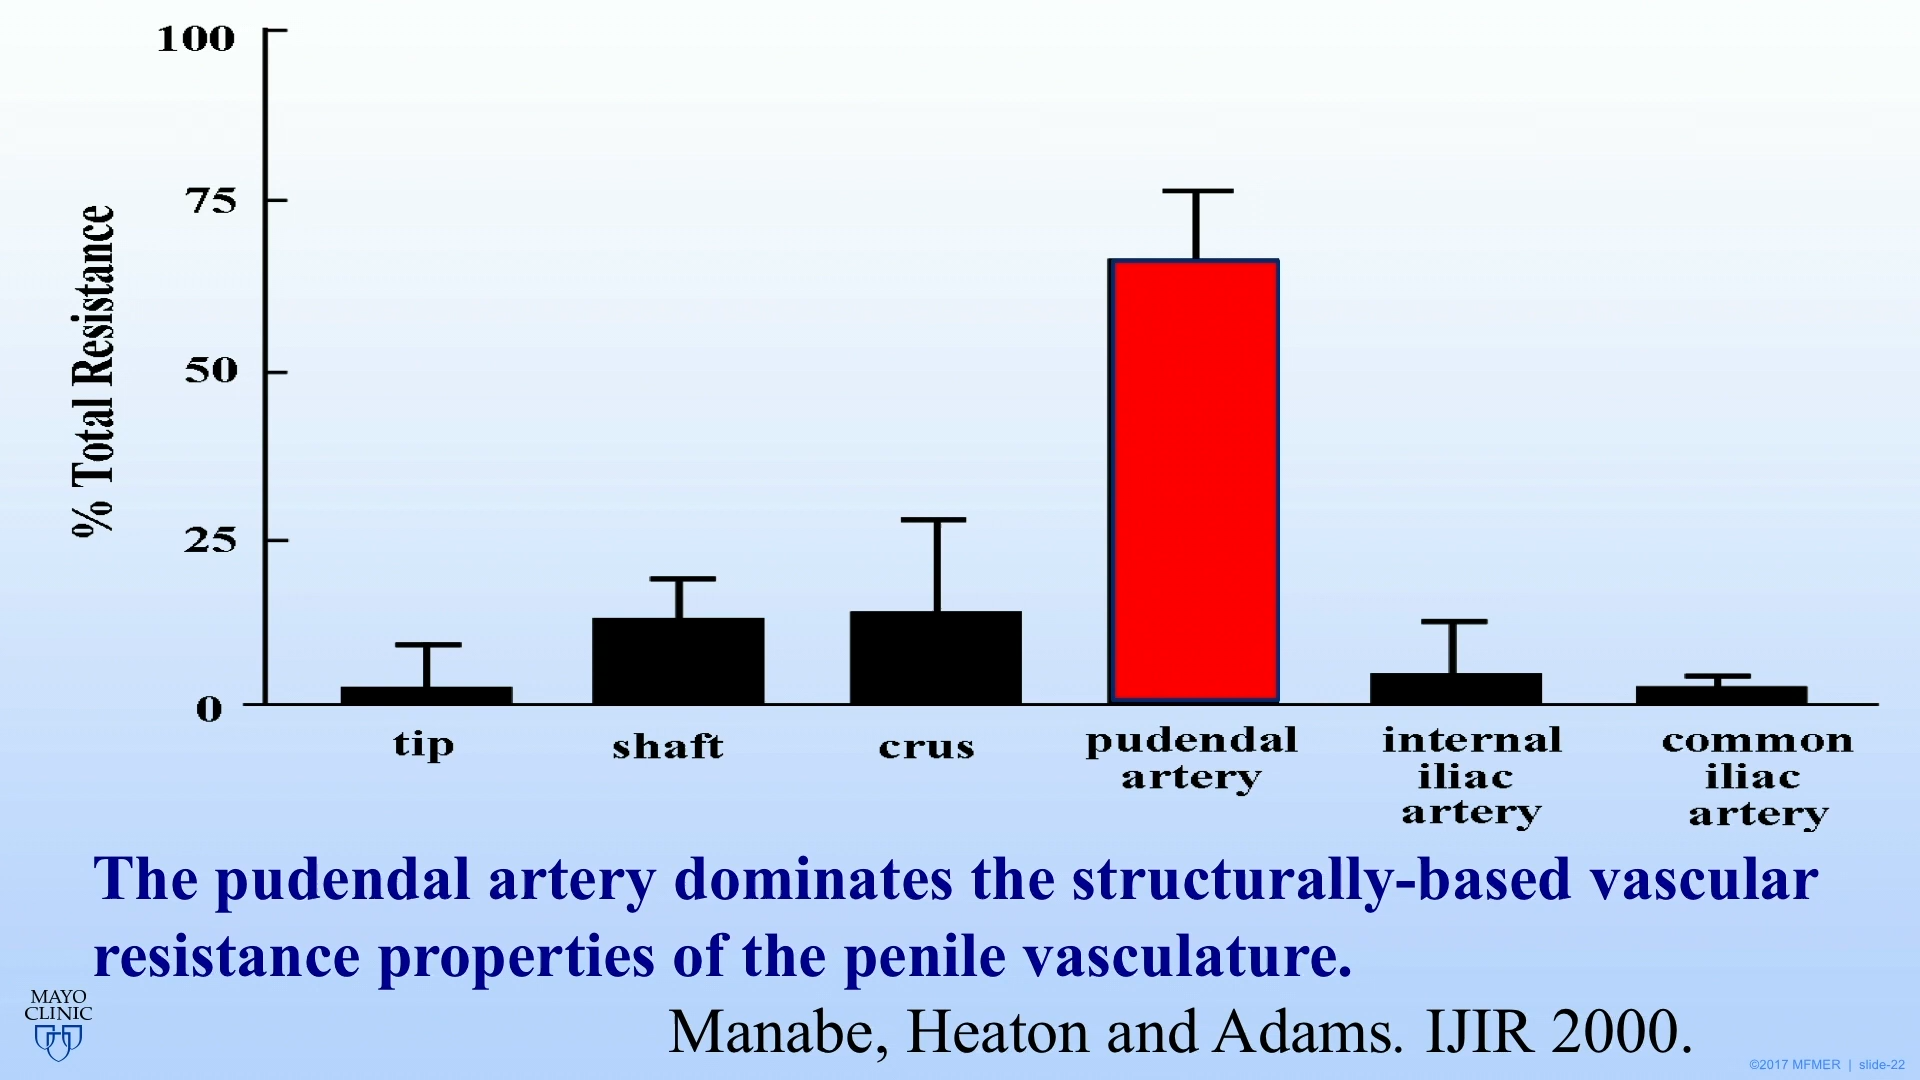 100
75
50
25
0
% Total Resistance
tip
shaft
crus
pudendal
artery
internal
iliac
artery
common
iliac
artery
The pudendal artery dominates the structurally-based vascular
resistance properties of the penile vasculature.
MAYO
CLINIC
Manabe, Heaton and Adams. IJIR 2000.
©2017 MFMER | slide-22